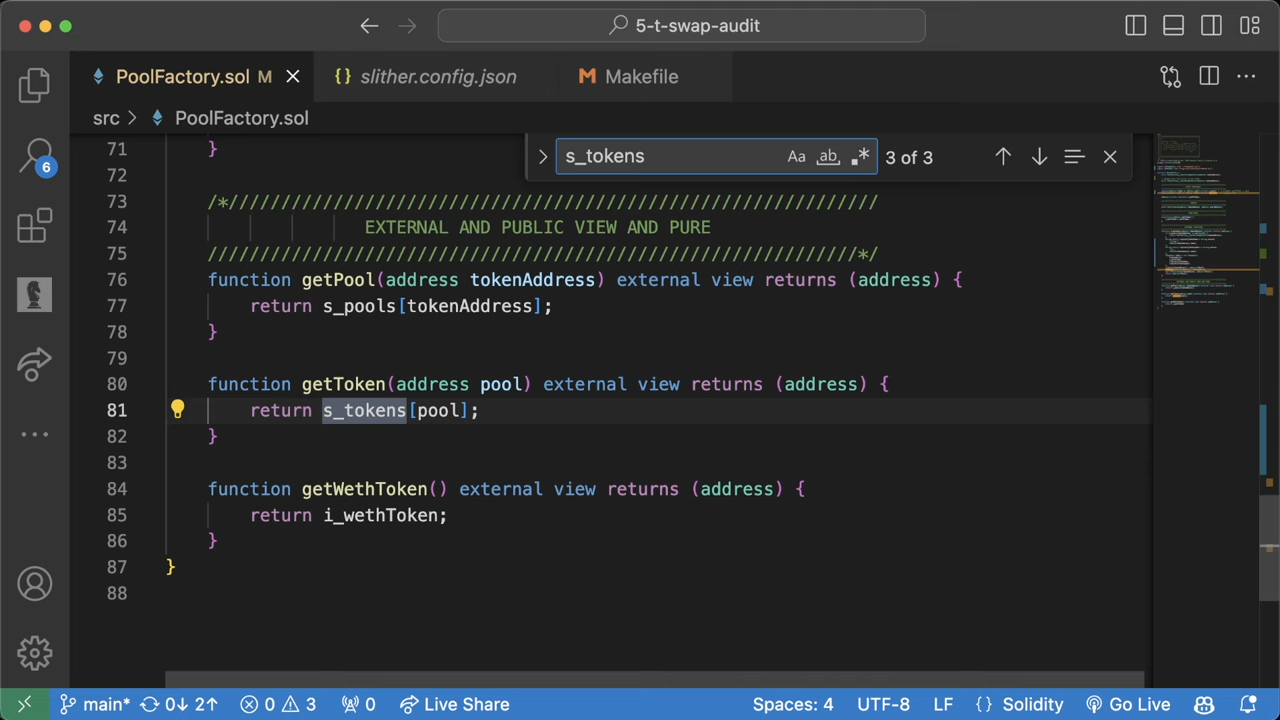 5-t-swap-audit
PoolFactory.sol M
{} slither.config.json
Makefile
src > PoolFactory.sol
s_tokens
Aa ab .* 3 of 3
6
71 }
72
73 /*///////////////////////////////////////////////////////////////
74 EXTERNAL AND PUBLIC VIEW AND PURE
75 ///////////////////////////////////////////////////////////////*/
76 function getPool(address tokenAddress) external view returns (address) {
77 return s_pools[tokenAddress];
78 }
79
80 function getToken(address pool) external view returns (address) {
81 return s_tokens[pool];
82 }
83
84 function getWethToken() external view returns (address) {
85 return i_wethToken;
86 }
87 }
88
main* 0↓ 2↑ 0 3 0 Live Share Spaces: 4 UTF-8 LF {} Solidity Go Live